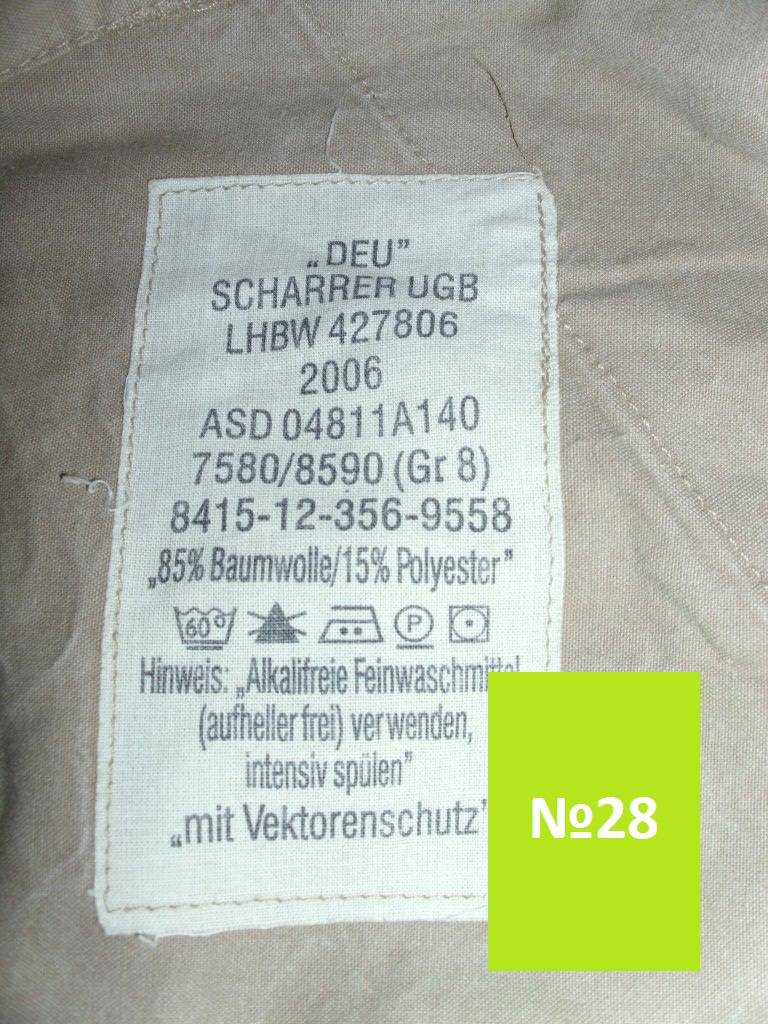 „DEU”
SCHARRER UGB
LHBW 427806
2006
ASD 04811A140
7580/8590 (Gr 8)
8415-12-356-9558
„85% Baumwolle/15% Polyester”
60° P
Hinweis: „Alkalifreie Feinwaschmittel
(aufheller frei) verwenden,
intensiv spülen”
„mit Vektorenschutz”
№28